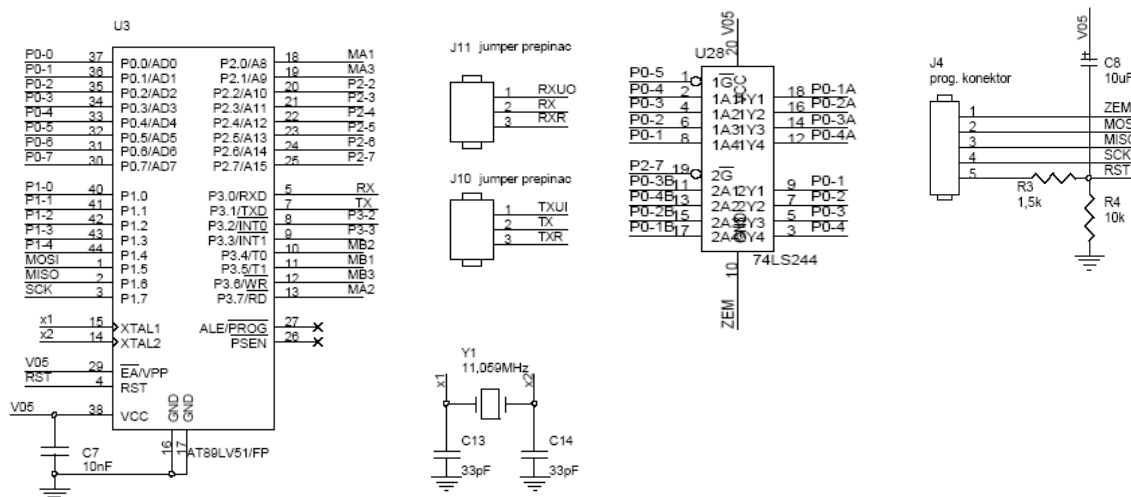 U3
P0-0 37 P0.0/AD0 P2.0/A8 18 MA1
P0-1 36 P0.1/AD1 P2.1/A9 19 MA3
P0-2 35 P0.2/AD2 P2.2/A10 20 P2-2
P0-3 34 P0.3/AD3 P2.3/A11 21 P2-3
P0-4 33 P0.4/AD4 P2.4/A12 22 P2-4
P0-5 32 P0.5/AD5 P2.5/A13 23 P2-5
P0-6 31 P0.6/AD6 P2.6/A14 24 P2-6
P0-7 30 P0.7/AD7 P2.7/A15 25 P2-7
P1-0 40 P1.0 P3.0/RXD 5 RX
P1-1 41 P1.1 P3.1/TXD 7 TX
P1-2 42 P1.2 P3.2/INT0 8 P3-2
P1-3 43 P1.3 P3.3/INT1 9 P3-3
P1-4 44 P1.4 P3.4/T0 10 MB2
MOSI 1 P1.5 P3.5/T1 11 MB1
MISO 2 P1.6 P3.6/WR 12 MB3
SCK 3 P1.7 P3.7/RD 13 MA2
x1 15 XTAL1 ALE/PROG 27
x2 14 XTAL2 PSEN 26
V05 29 EA/VPP
RST 4 RST
V05 38 VCC GND GND
16 17 AT89LV51/FP
C7
10nF
J11 jumper prepinac
1 RXUO
2 RX
3 RXR
J10 jumper prepinac
1 TXUI
2 TX
3 TXR
Y1
11,059MHz
x1 x2
C13 C14
33pF 33pF
V05
20
U28
P0-5 1 1G VCC
P0-4 2 1A1 1Y1 18 P0-1A
P0-3 4 1A2 1Y2 16 P0-2A
P0-2 6 1A3 1Y3 14 P0-3A
P0-1 8 1A4 1Y4 12 P0-4A
P2-7 19 2G
P0-3B 11 2A1 2Y1 9 P0-1
P0-4B 13 2A2 2Y2 7 P0-2
P0-2B 15 2A3 2Y3 5 P0-3
P0-1B 17 2A4 2Y4 3 P0-4
GND
74LS244
10
ZEM
V05
C8
10uF
J4
prog. konektor
1 ZEM
2 MOS
3 MISO
4 SCK
5 RST
R3
1,5k
R4
10k